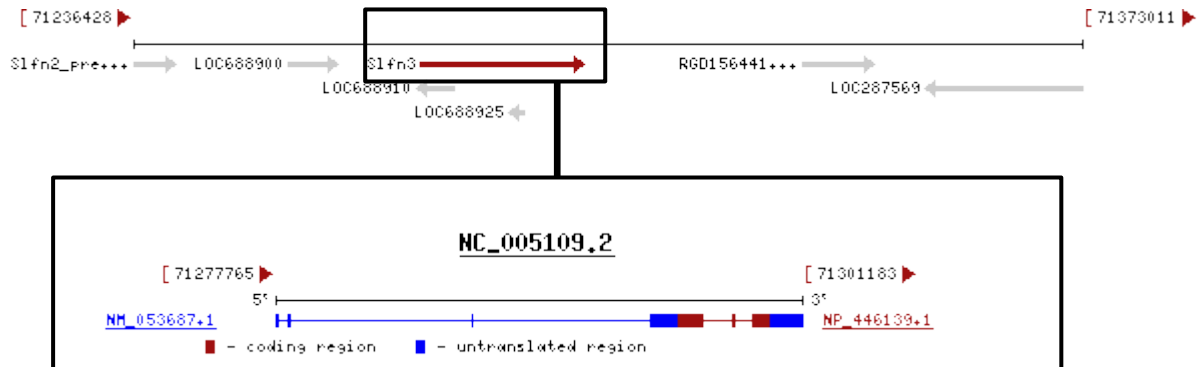 [ 71236428
[ 71373011
Slfn2_pre... LOC688900 Slfn3 RGD156441...
LOC688910 LOC287569
LOC688925
NC_005109.2
[ 71277765 [ 71301183
5' 3'
NM_053687.1 NP_446139.1
- coding region - untranslated region